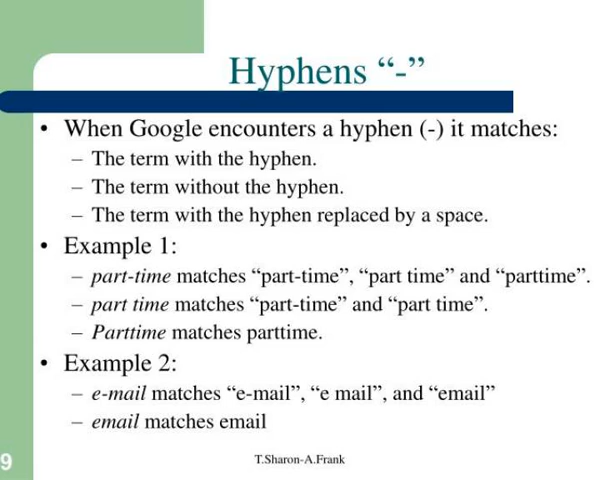 Hyphens “-”
• When Google encounters a hyphen (-) it matches:
– The term with the hyphen.
– The term without the hyphen.
– The term with the hyphen replaced by a space.
• Example 1:
– part-time matches “part-time”, “part time” and “parttime”.
– part time matches “part-time” and “part time”.
– Parttime matches parttime.
• Example 2:
– e-mail matches “e-mail”, “e mail”, and “email”
– email matches email
9
T.Sharon-A.Frank